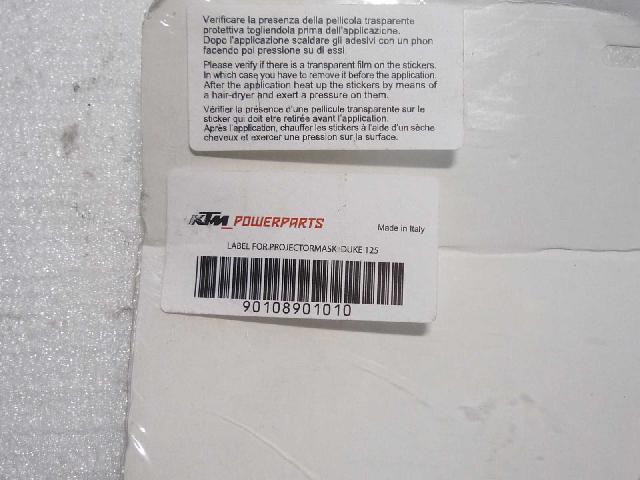 Verificare la presenza della pellicola trasparente
protettiva togliendola prima dell'applicazione.
Dopo l'applicazione scaldare gli adesivi con un phon
facendo poi pressione su di essi.
Please verify if there is a transparent film on the stickers.
In which case you have to remove it before the application.
After the application heat up the stickers by means of
a hair-dryer and exert a pressure on them.
Vérifier la présence d'une pellicule transparente sur le
sticker qui doit etre retirée avant l'application.
Après l'application, chauffer les stickers à l'aide d'un sèche
cheveux et exercer une pression sur la surface.
KTM_POWERPARTS
Made in Italy
LABEL FOR.PROJECTORMASK DUKE 125
90108901010